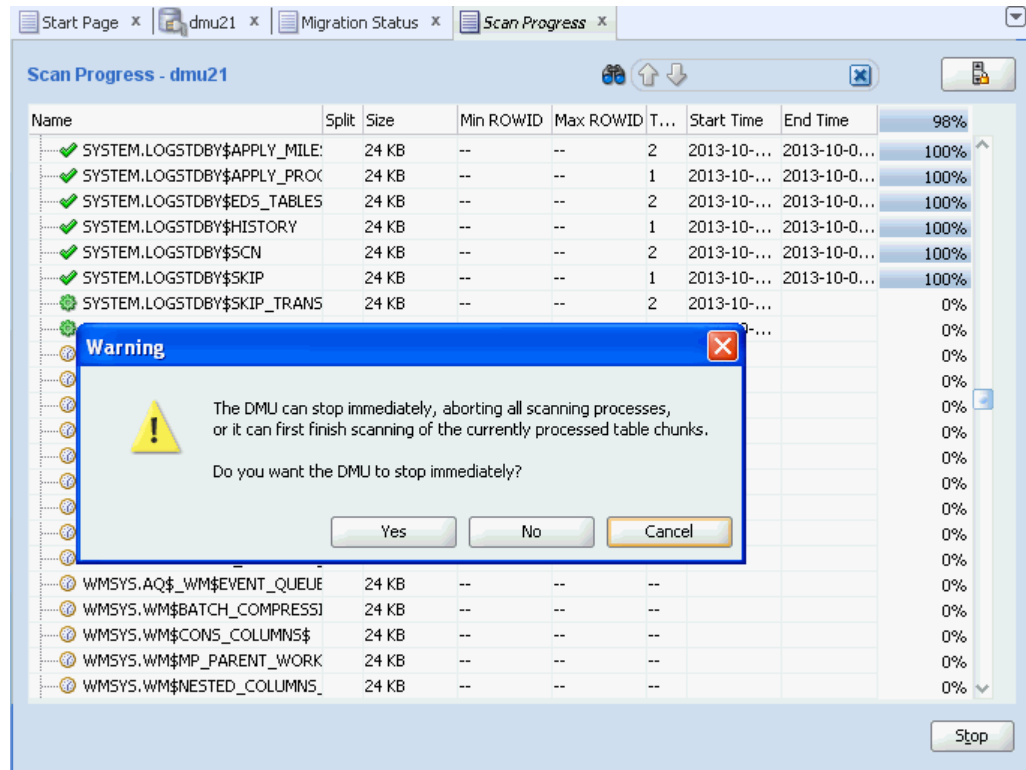 Start Page x dmu21 x Migration Status x Scan Progress x
Scan Progress - dmu21
Name Split Size Min ROWID Max ROWID T... Start Time End Time 98%
SYSTEM.LOGSTDBY$APPLY_MILE 24 KB -- -- 2 2013-10-... 2013-10-0... 100%
SYSTEM.LOGSTDBY$APPLY_PROG 24 KB -- -- 1 2013-10-... 2013-10-0... 100%
SYSTEM.LOGSTDBY$EDS_TABLES 24 KB -- -- 2 2013-10-... 2013-10-0... 100%
SYSTEM.LOGSTDBY$HISTORY 24 KB -- -- 1 2013-10-... 2013-10-0... 100%
SYSTEM.LOGSTDBY$SCN 24 KB -- -- 2 2013-10-... 2013-10-0... 100%
SYSTEM.LOGSTDBY$SKIP 24 KB -- -- 1 2013-10-... 2013-10-0... 100%
SYSTEM.LOGSTDBY$SKIP_TRANS 24 KB -- -- 2 2013-10-... 0%
0%
0%
0%
0%
0%
0%
0%
0%
0%
0%
Warning
The DMU can stop immediately, aborting all scanning processes,
or it can first finish scanning of the currently processed table chunks.
Do you want the DMU to stop immediately?
Yes No Cancel
WMSYS.AQ$_WM$EVENT_QUEUE 24 KB -- -- -- 0%
WMSYS.WM$BATCH_COMPRESSI 24 KB -- -- -- 0%
WMSYS.WM$CONS_COLUMNS$ 24 KB -- -- -- 0%
WMSYS.WM$MP_PARENT_WORK 24 KB -- -- -- 0%
WMSYS.WM$NESTED_COLUMNS_ 24 KB -- -- -- 0%
Stop